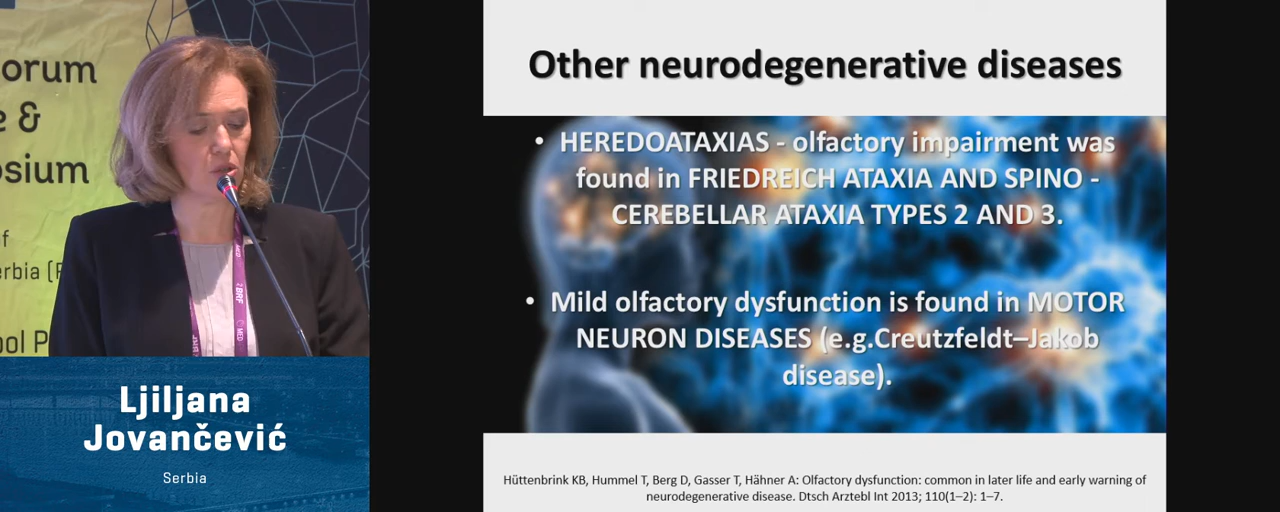 orum
e &
osium
f
erbia (F
ool P
BRF
MED
Ljiljana
Jovančević
Serbia
Other neurodegenerative diseases
• HEREDOATAXIAS - olfactory impairment was
found in FRIEDREICH ATAXIA AND SPINO -
CEREBELLAR ATAXIA TYPES 2 AND 3.
• Mild olfactory dysfunction is found in MOTOR
NEURON DISEASES (e.g.Creutzfeldt–Jakob
disease).
Hüttenbrink KB, Hummel T, Berg D, Gasser T, Hähner A: Olfactory dysfunction: common in later life and early warning of
neurodegenerative disease. Dtsch Arztebl Int 2013; 110(1–2): 1–7.